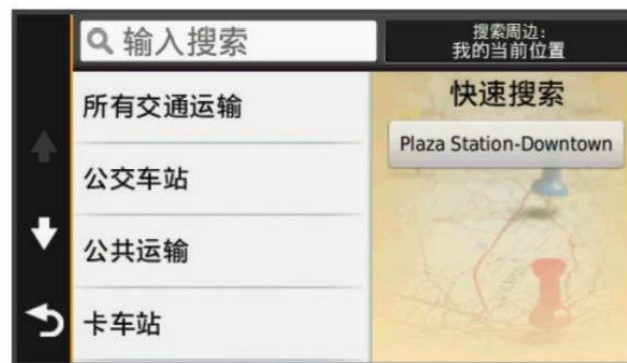 输入搜索
搜索周边:
我的当前位置
所有交通运输
公交车站
公共运输
卡车站
快速搜索
Plaza Station-Downtown